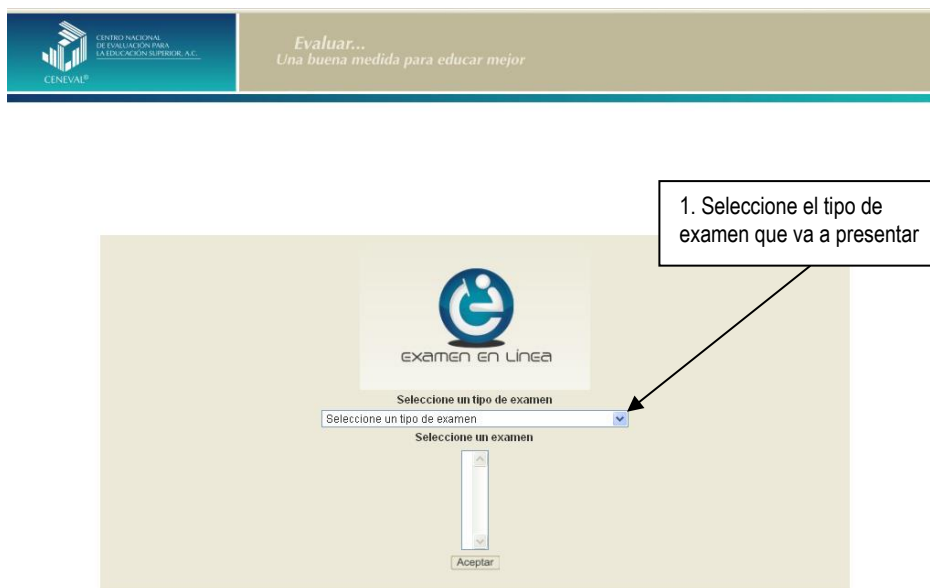 CENTRO NACIONAL
DE EVALUACIÓN PARA
LA EDUCACIÓN SUPERIOR, A.C.
CENEVAL®
Evaluar...
Una buena medida para educar mejor
1. Seleccione el tipo de
examen que va a presentar
examen en Línea
Seleccione un tipo de examen
Seleccione un tipo de examen
Seleccione un examen
Aceptar